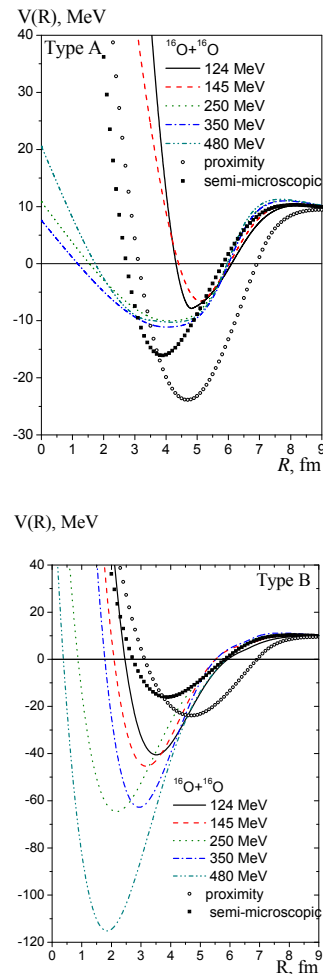 V(R), MeV
40
Type A
¹⁶O+¹⁶O
124 MeV
145 MeV
250 MeV
350 MeV
480 MeV
proximity
semi-microscopic
30
20
10
0
-10
-20
-30
0 1 2 3 4 5 6 7 8 9
R, fm
V(R), MeV
40
Type B
20
0
-20
-40
-60
-80
-100
-120
¹⁶O+¹⁶O
124 MeV
145 MeV
250 MeV
350 MeV
480 MeV
proximity
semi-microscopic
0 1 2 3 4 5 6 7 8 9
R, fm